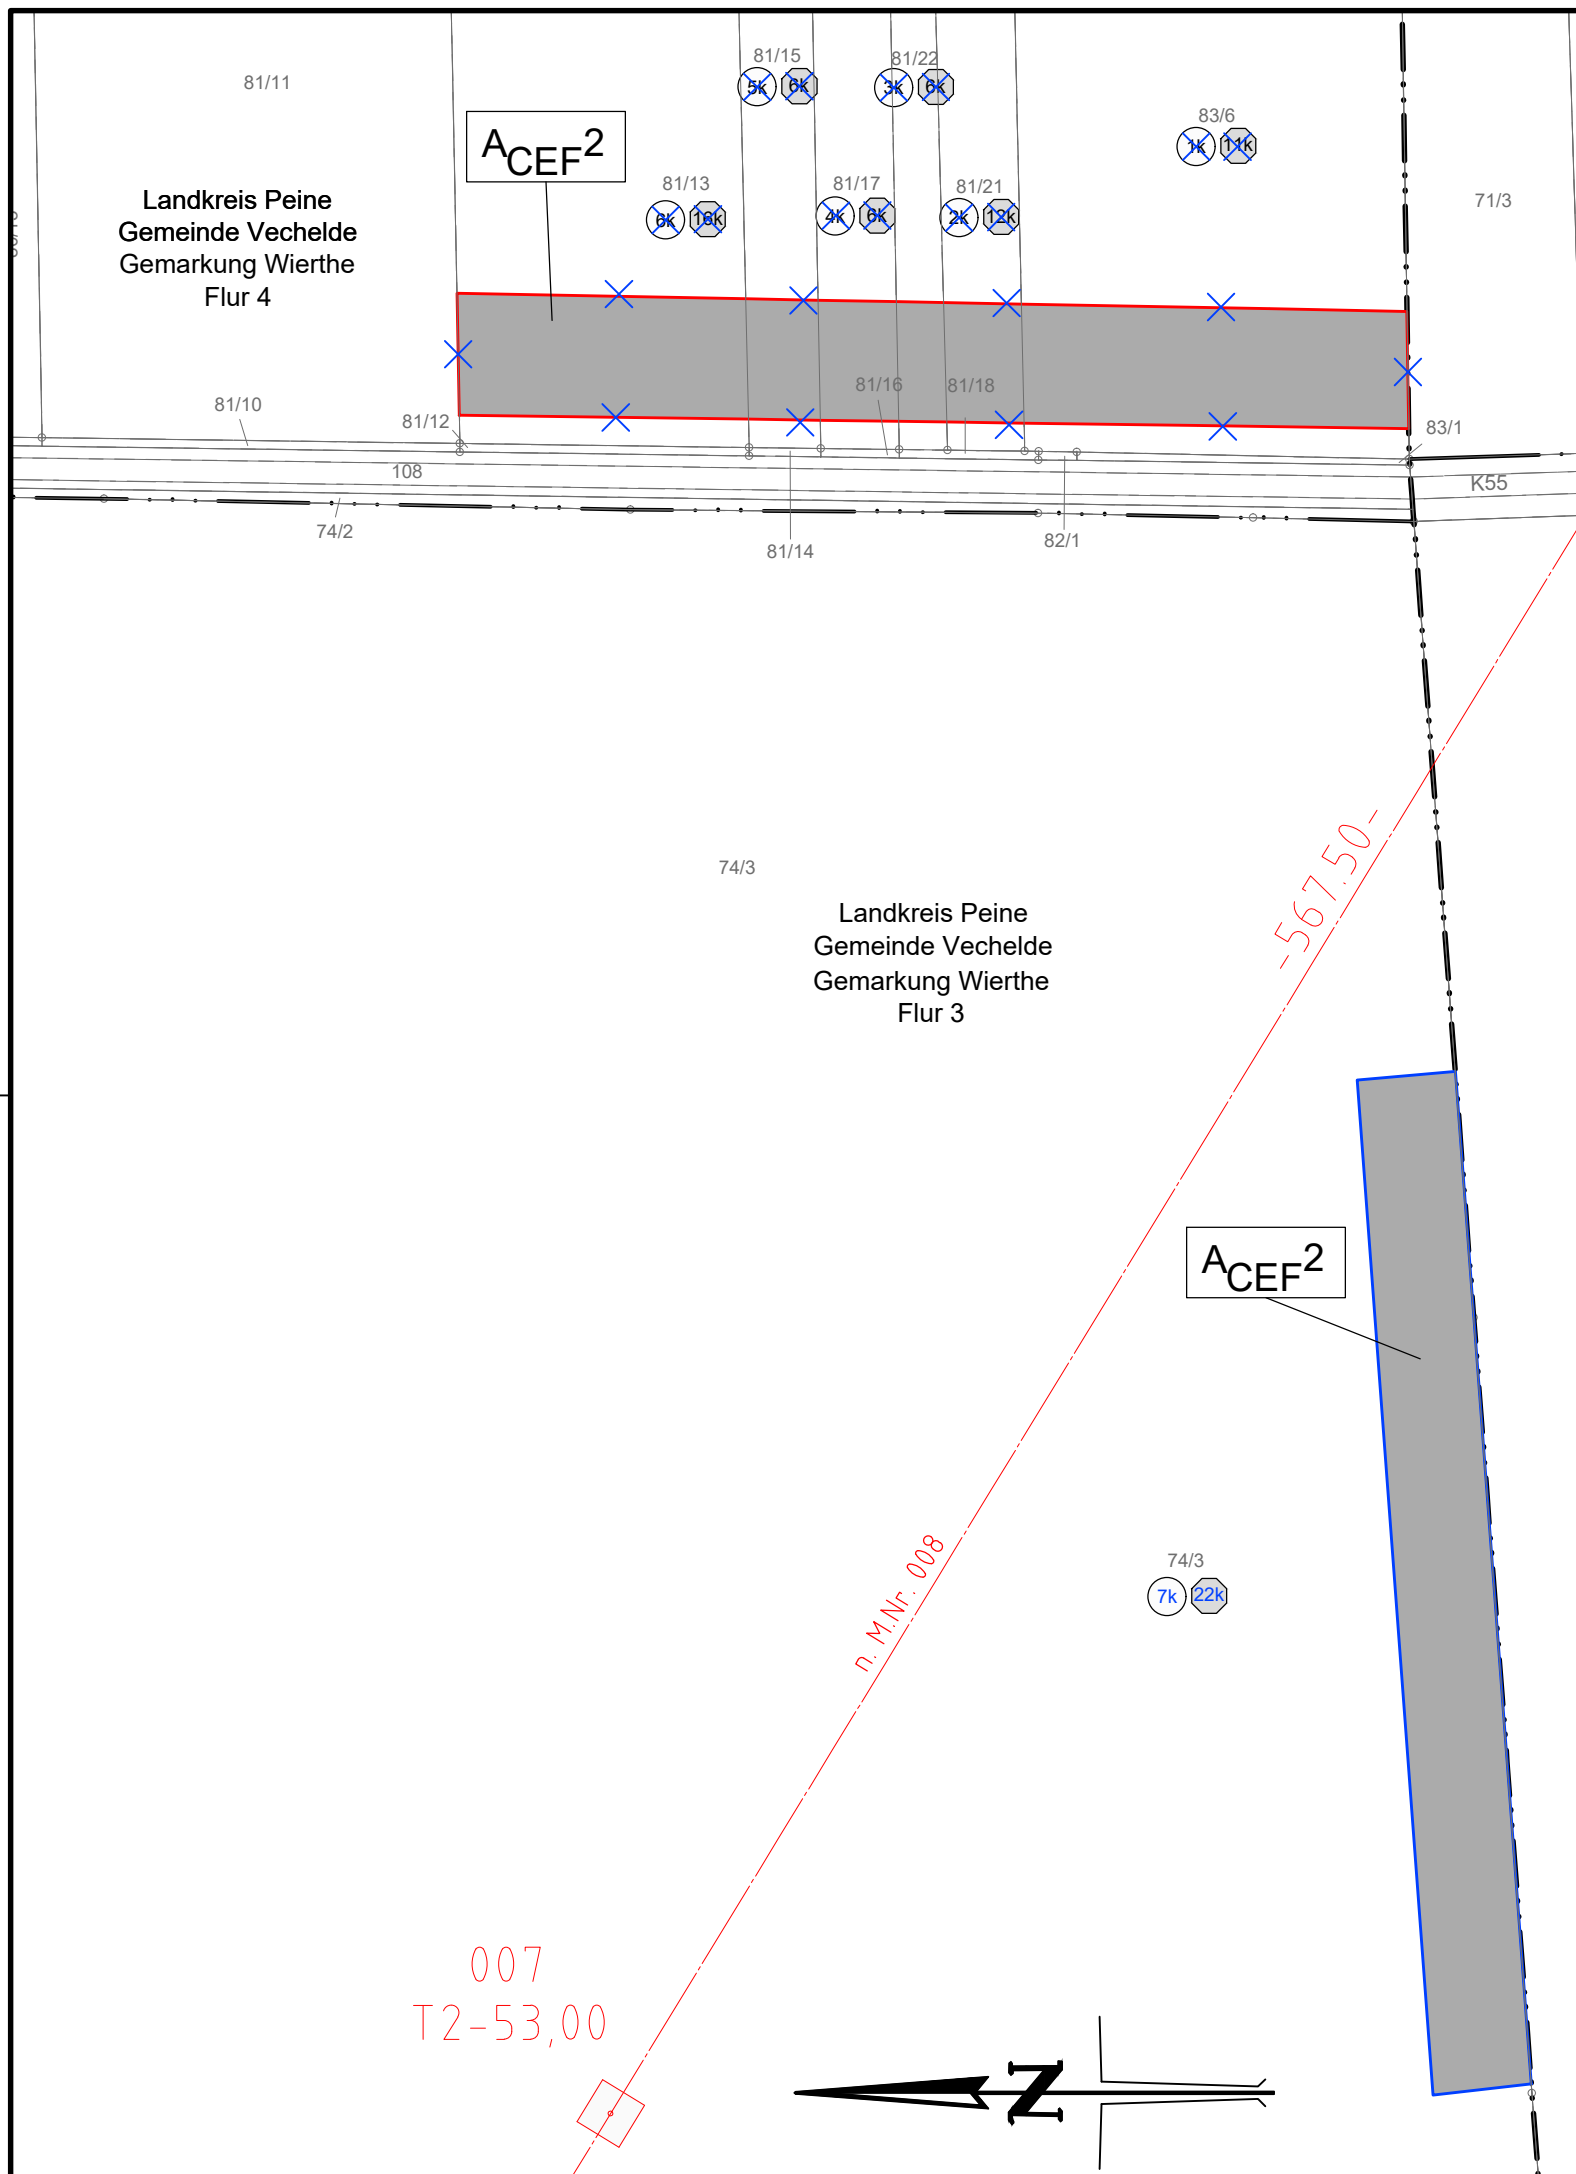 81/11
81/15
5k 6k
81/22
3k 6k
83/6
1k 11k
71/3
A CEF 2
81/13
6k 16k
81/17
4k 6k
81/21
2k 12k
Landkreis Peine
Gemeinde Vechelde
Gemarkung Wierthe
Flur 4
81/16
81/18
81/10
81/12
83/1
108
K55
74/2
81/14
82/1
-567.50-
74/3
Landkreis Peine
Gemeinde Vechelde
Gemarkung Wierthe
Flur 3
A CEF 2
n. M.Nr. 008
74/3
7k 22k
007
T2-53,00
N